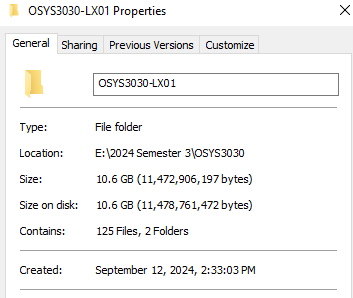 OSYS3030-LX01 Properties
General Sharing Previous Versions Customize
OSYS3030-LX01
Type: File folder
Location: E:\2024 Semester 3\OSYS3030
Size: 10.6 GB (11,472,906,197 bytes)
Size on disk: 10.6 GB (11,478,761,472 bytes)
Contains: 125 Files, 2 Folders
Created: September 12, 2024, 2:33:03 PM